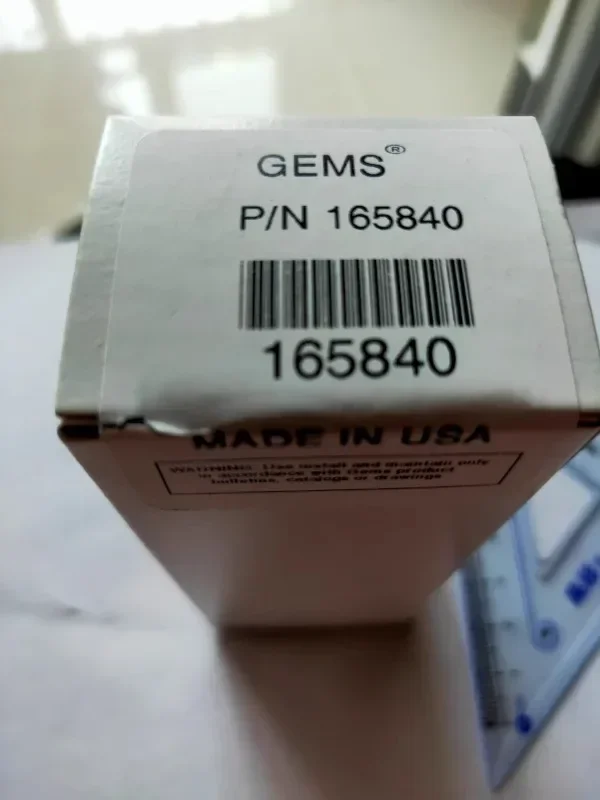 GEMS®
P/N 165840
165840
MADE IN USA
WARNING: Use install and maintain only
in accordance with Gems product
bulletins, catalogs or drawings